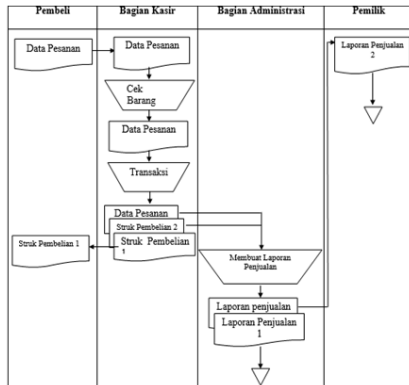 Pembeli
Bagian Kasir
Bagian Administrasi
Pemilik
Data Pesanan
Data Pesanan
Laporan Penjualan
2
Cek
Barang
Data Pesanan
Transaksi
Data Pesanan
Struk Pembelian 2
Struk Pembelian
1
Struk Pembelian 1
Membuat Laporan
Penjualan
Laporan penjualan
Laporan Penjualan
1